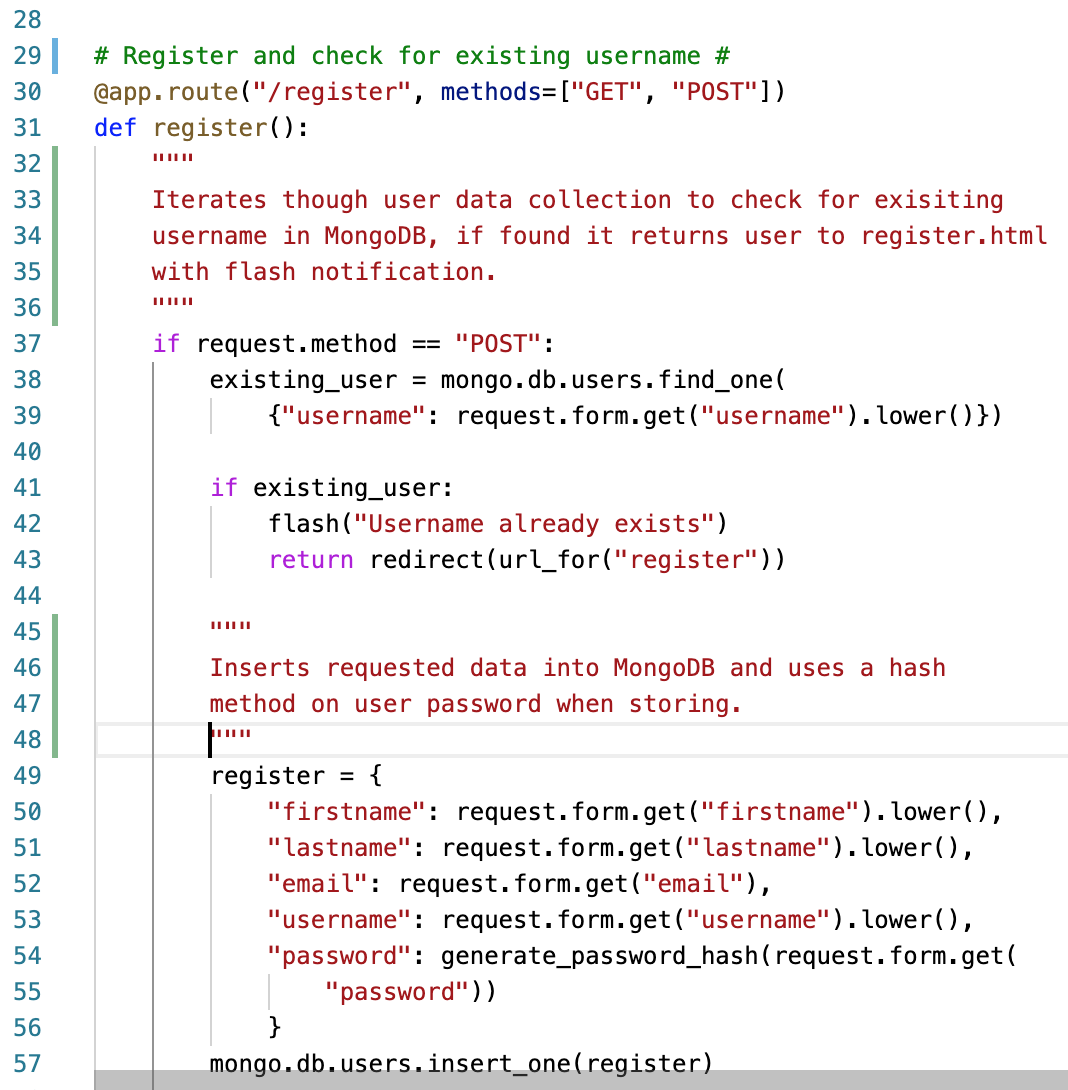 28
29 # Register and check for existing username #
30 @app.route("/register", methods=["GET", "POST"])
31 def register():
32     """
33     Iterates though user data collection to check for exisiting
34     username in MongoDB, if found it returns user to register.html
35     with flash notification.
36     """
37     if request.method == "POST":
38         existing_user = mongo.db.users.find_one(
39             {"username": request.form.get("username").lower()})
40
41         if existing_user:
42             flash("Username already exists")
43             return redirect(url_for("register"))
44
45         """
46         Inserts requested data into MongoDB and uses a hash
47         method on user password when storing.
48         """
49         register = {
50             "firstname": request.form.get("firstname").lower(),
51             "lastname": request.form.get("lastname").lower(),
52             "email": request.form.get("email"),
53             "username": request.form.get("username").lower(),
54             "password": generate_password_hash(request.form.get(
55                 "password"))
56             }
57         mongo.db.users.insert_one(register)